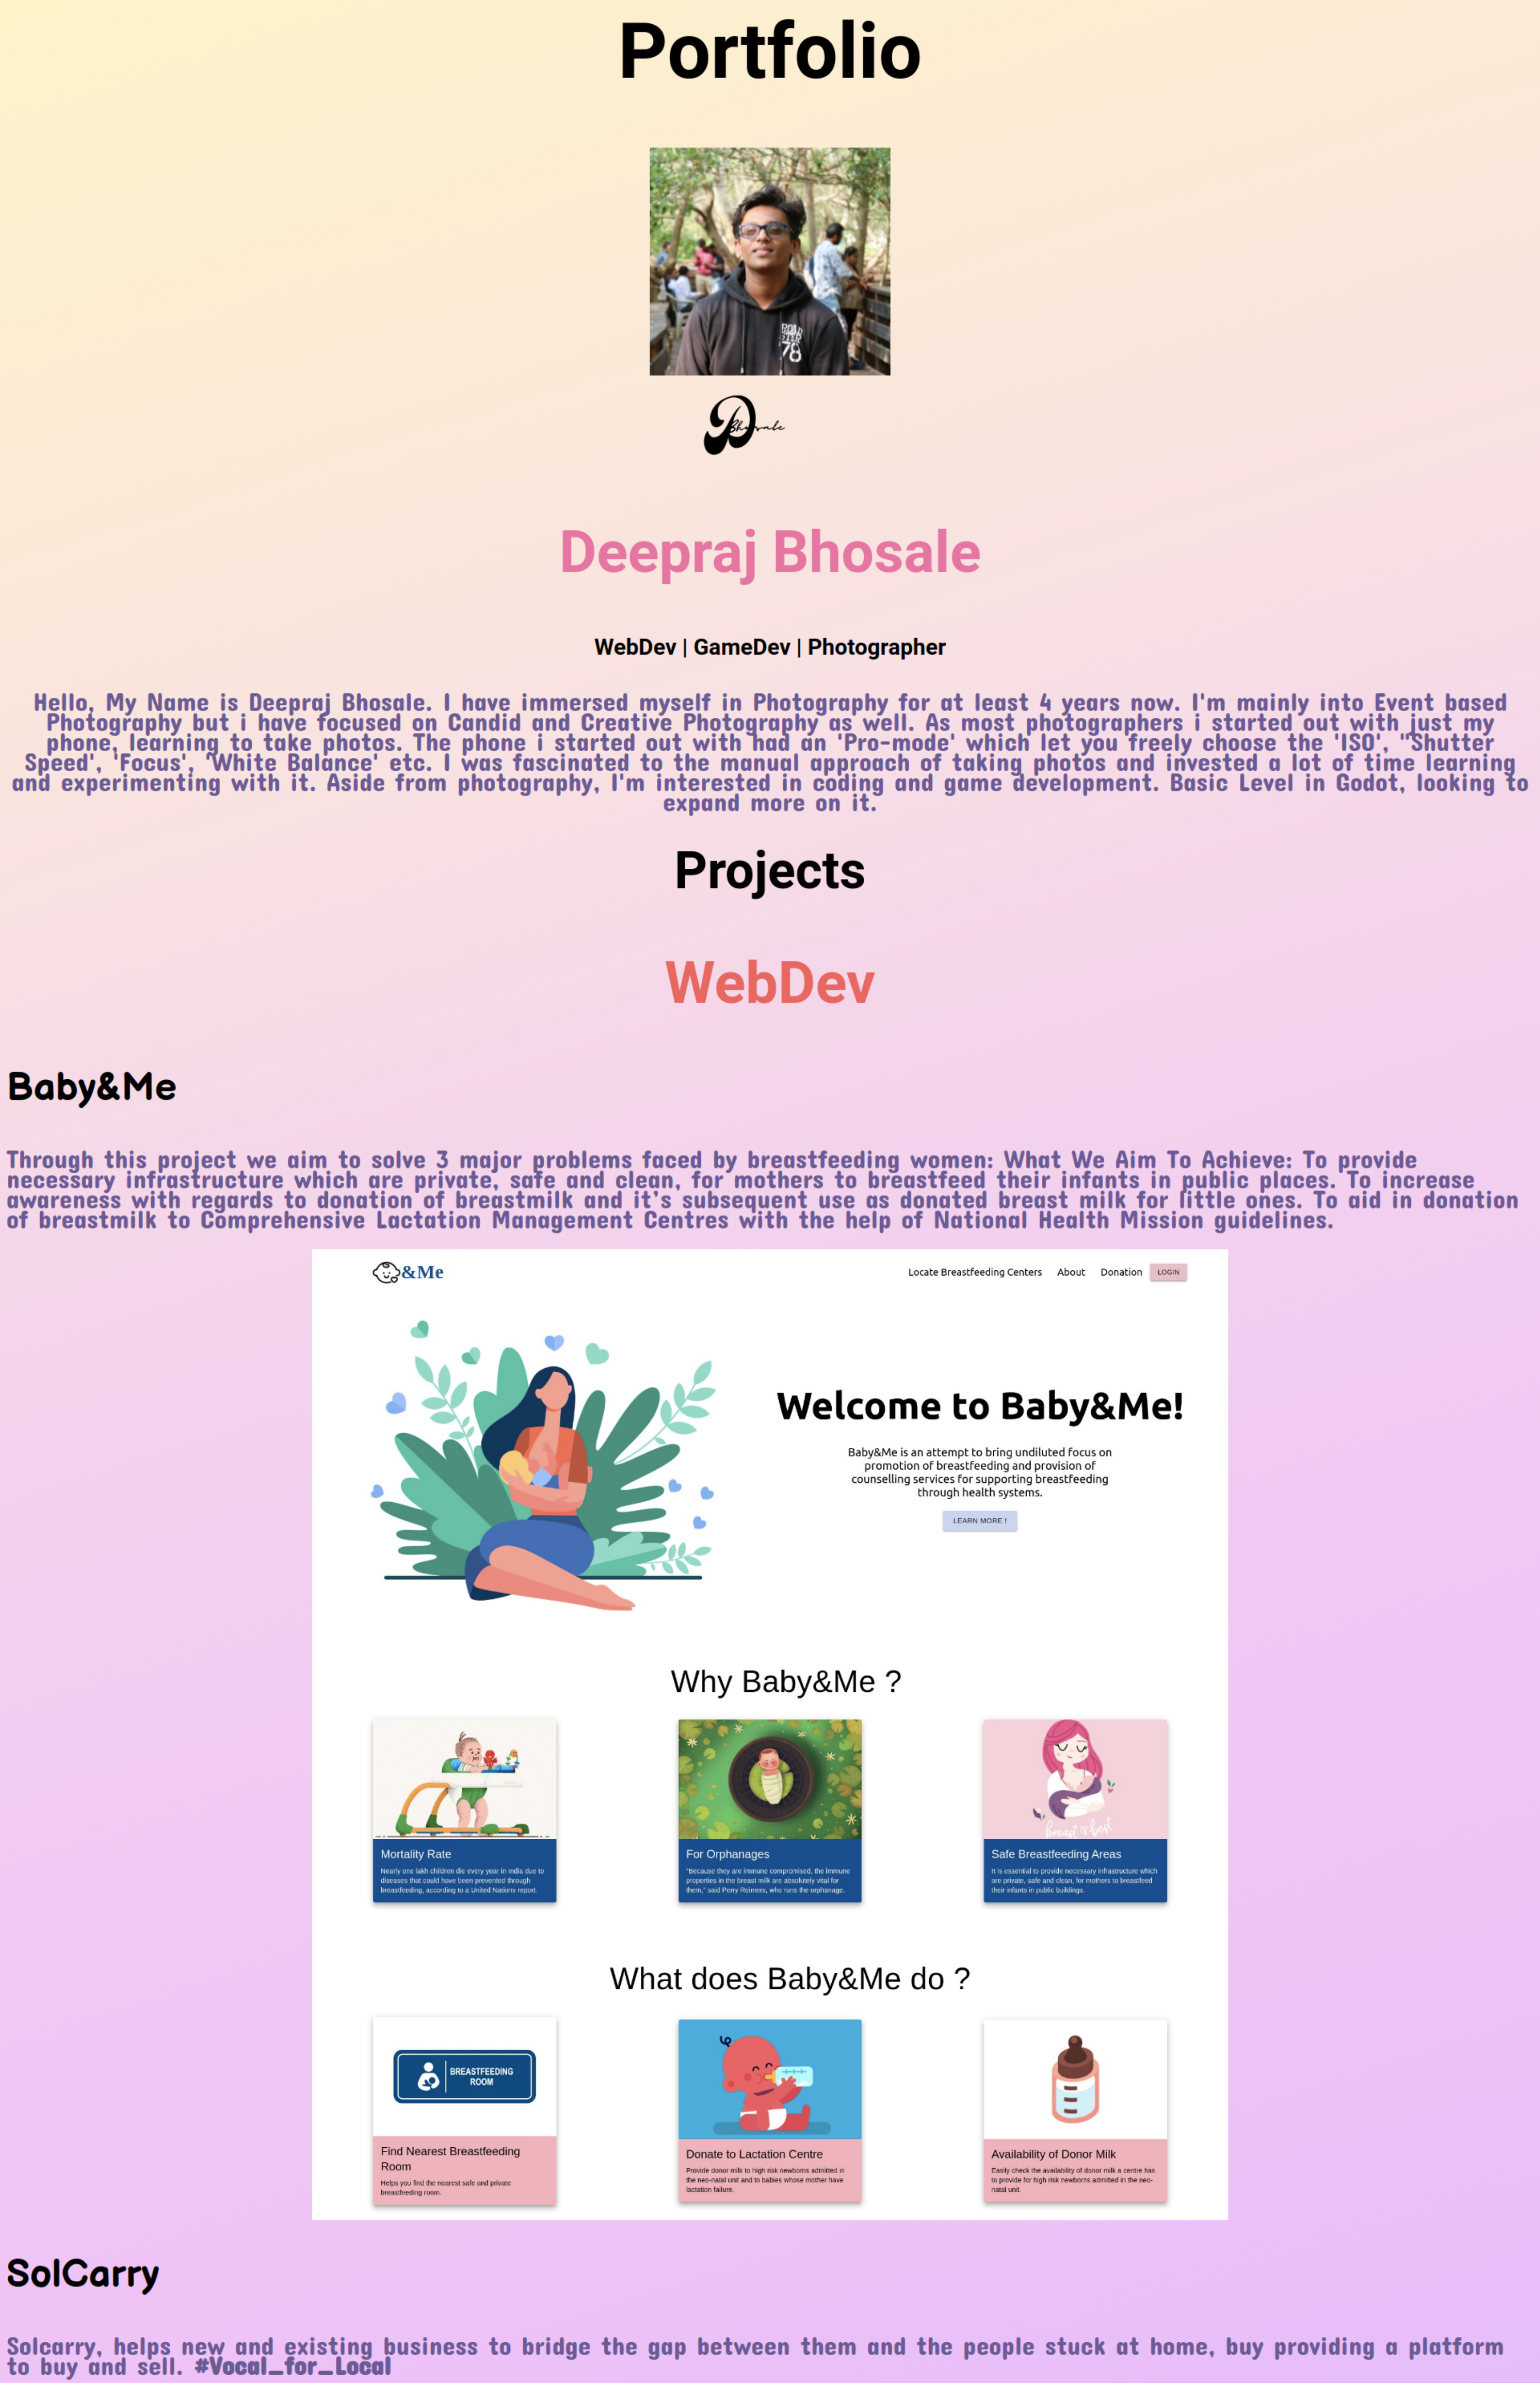 Portfolio
78
Bhosale
Deepraj Bhosale
WebDev | GameDev | Photographer
Hello, My Name is Deepraj Bhosale. I have immersed myself in Photography for at least 4 years now. I'm mainly into Event based
Photography but i have focused on Candid and Creative Photography as well. As most photographers i started out with just my
phone, learning to take photos. The phone i started out with had an 'Pro-mode' which let you freely choose the 'ISO', "Shutter
Speed', 'Focus', 'White Balance' etc. I was fascinated to the manual approach of taking photos and invested a lot of time learning
and experimenting with it. Aside from photography, I'm interested in coding and game development. Basic Level in Godot, looking to
expand more on it.
Projects
WebDev
Baby&Me
Through this project we aim to solve 3 major problems faced by breastfeeding women: What We Aim To Achieve: To provide
necessary infrastructure which are private, safe and clean, for mothers to breastfeed their infants in public places. To increase
awareness with regards to donation of breastmilk and it's subsequent use as donated breast milk for little ones. To aid in donation
of breastmilk to Comprehensive Lactation Management Centres with the help of National Health Mission guidelines.
&Me
Locate Breastfeeding Centers About Donation LOGIN
Welcome to Baby&Me!
Baby&Me is an attempt to bring undiluted focus on
promotion of breastfeeding and provision of
counselling services for supporting breastfeeding
through health systems.
LEARN MORE !
Why Baby&Me ?
breast is best
Mortality Rate
Nearly one lakh children die every year in India due to
diseases that could have been prevented through
breastfeeding, according to a United Nations report.
For Orphanages
"Because they are immune compromised, the immune
properties in the breast milk are absolutely vital for
them," said Perry Reimers, who runs the orphanage.
Safe Breastfeeding Areas
It is essential to provide necessary infrastructure which
are private, safe and clean, for mothers to breastfeed
their infants in public buildings.
What does Baby&Me do ?
BREASTFEEDING
ROOM
Find Nearest Breastfeeding
Room
Helps you find the nearest safe and private
breastfeeding room.
Donate to Lactation Centre
Provide donor milk to high risk newborns admitted in
the neo-natal unit and to babies whose mother have
lactation failure.
Availability of Donor Milk
Easily check the availability of donor milk a centre has
to provide for high risk newborns admitted in the neo-
natal unit.
SolCarry
Solcarry, helps new and existing business to bridge the gap between them and the people stuck at home, buy providing a platform
to buy and sell. #Vocal_for_Local